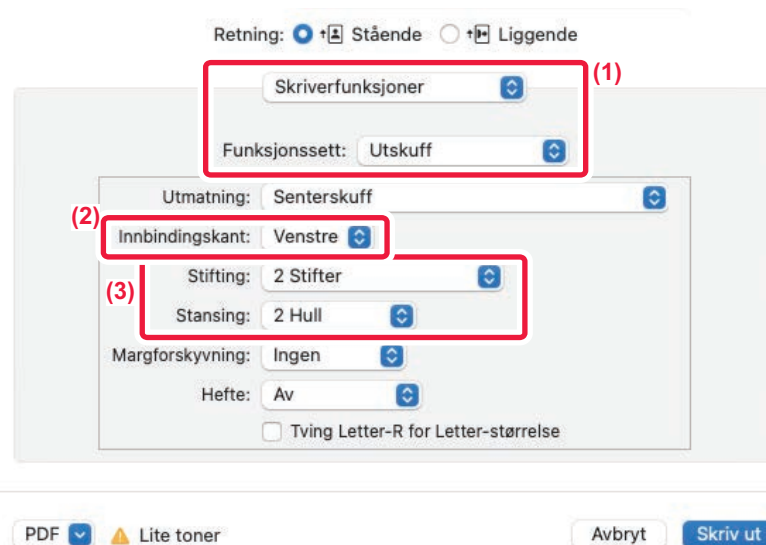 Retning: Stående Liggende
(1)
Skriverfunksjoner
Funksjonssett: Utskuff
Utmatning: Senterskuff
(2)
Innbindingskant: Venstre
(3)
Stifting: 2 Stifter
Stansing: 2 Hull
Margforskyvning: Ingen
Hefte: Av
Tving Letter-R for Letter-størrelse
PDF Lite toner Avbryt Skriv ut